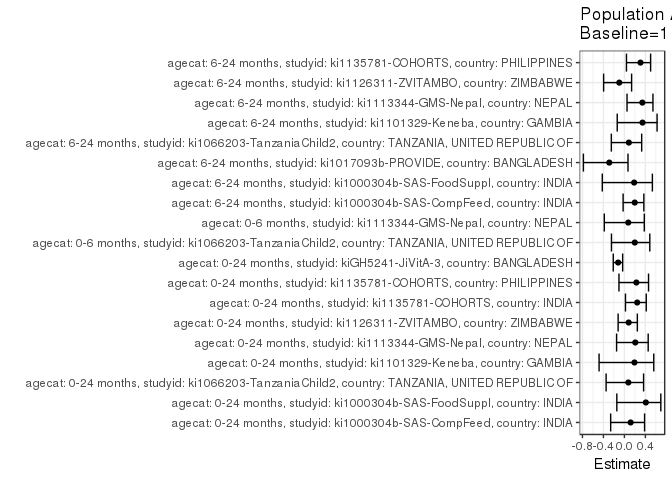 Population
Baseline=1
agecat: 6-24 months, studyid: ki1135781-COHORTS, country: PHILIPPINES
agecat: 6-24 months, studyid: ki1126311-ZVITAMBO, country: ZIMBABWE
agecat: 6-24 months, studyid: ki1113344-GMS-Nepal, country: NEPAL
agecat: 6-24 months, studyid: ki1101329-Keneba, country: GAMBIA
agecat: 6-24 months, studyid: ki1066203-TanzaniaChild2, country: TANZANIA, UNITED REPUBLIC OF
agecat: 6-24 months, studyid: ki1017093b-PROVIDE, country: BANGLADESH
agecat: 6-24 months, studyid: ki1000304b-SAS-FoodSuppl, country: INDIA
agecat: 6-24 months, studyid: ki1000304b-SAS-CompFeed, country: INDIA
agecat: 0-6 months, studyid: ki1113344-GMS-Nepal, country: NEPAL
agecat: 0-6 months, studyid: ki1066203-TanzaniaChild2, country: TANZANIA, UNITED REPUBLIC OF
agecat: 0-24 months, studyid: kiGH5241-JiVitA-3, country: BANGLADESH
agecat: 0-24 months, studyid: ki1135781-COHORTS, country: PHILIPPINES
agecat: 0-24 months, studyid: ki1135781-COHORTS, country: INDIA
agecat: 0-24 months, studyid: ki1126311-ZVITAMBO, country: ZIMBABWE
agecat: 0-24 months, studyid: ki1113344-GMS-Nepal, country: NEPAL
agecat: 0-24 months, studyid: ki1101329-Keneba, country: GAMBIA
agecat: 0-24 months, studyid: ki1066203-TanzaniaChild2, country: TANZANIA, UNITED REPUBLIC OF
agecat: 0-24 months, studyid: ki1000304b-SAS-FoodSuppl, country: INDIA
agecat: 0-24 months, studyid: ki1000304b-SAS-CompFeed, country: INDIA
-0.8 -0.4 0.0 0.4
Estimate